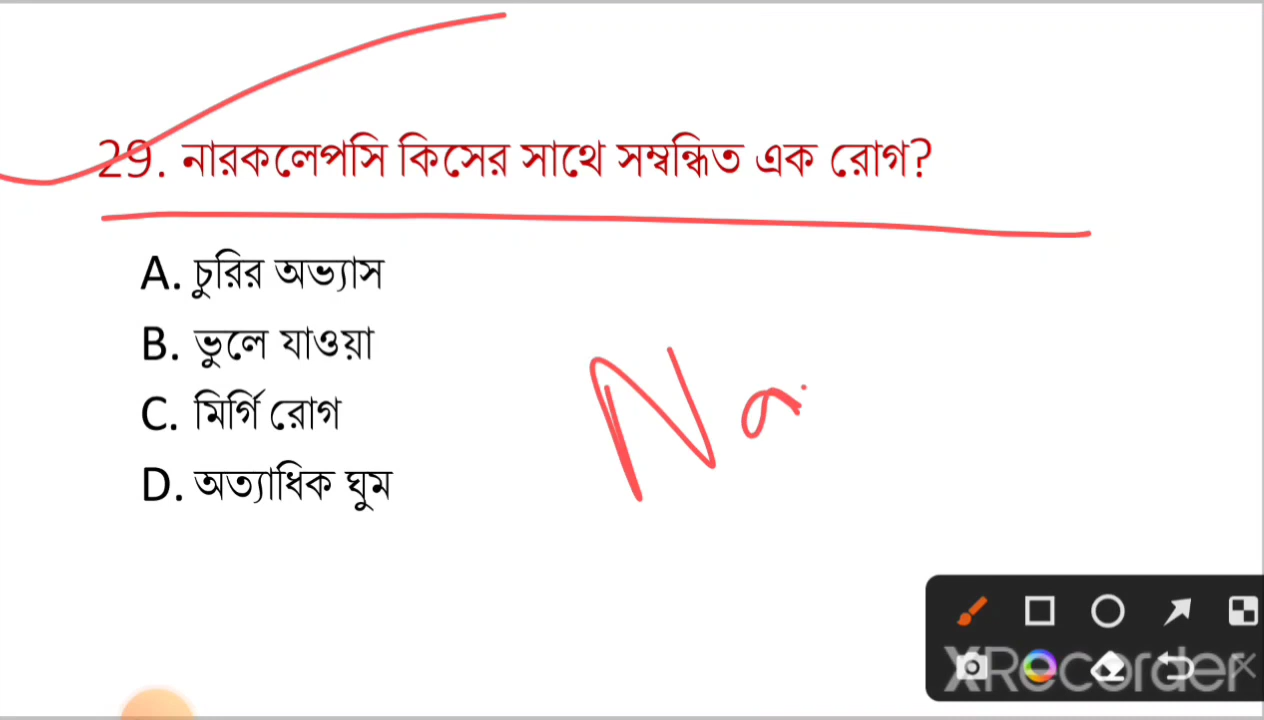 29. নারকলেপসি কিসের সাথে সম্বন্ধিত এক রোগ?
A. চুরির অভ্যাস
B. ভুলে যাওয়া
C. মির্গি রোগ
D. অত্যাধিক ঘুম
Na
XRecorder